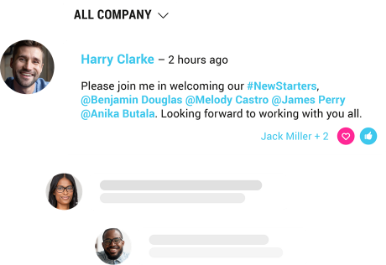 ALL COMPANY
Harry Clarke – 2 hours ago
Please join me in welcoming our #NewStarters,
@Benjamin Douglas @Melody Castro @James Perry
@Anika Butala. Looking forward to working with you all.
Jack Miller + 2